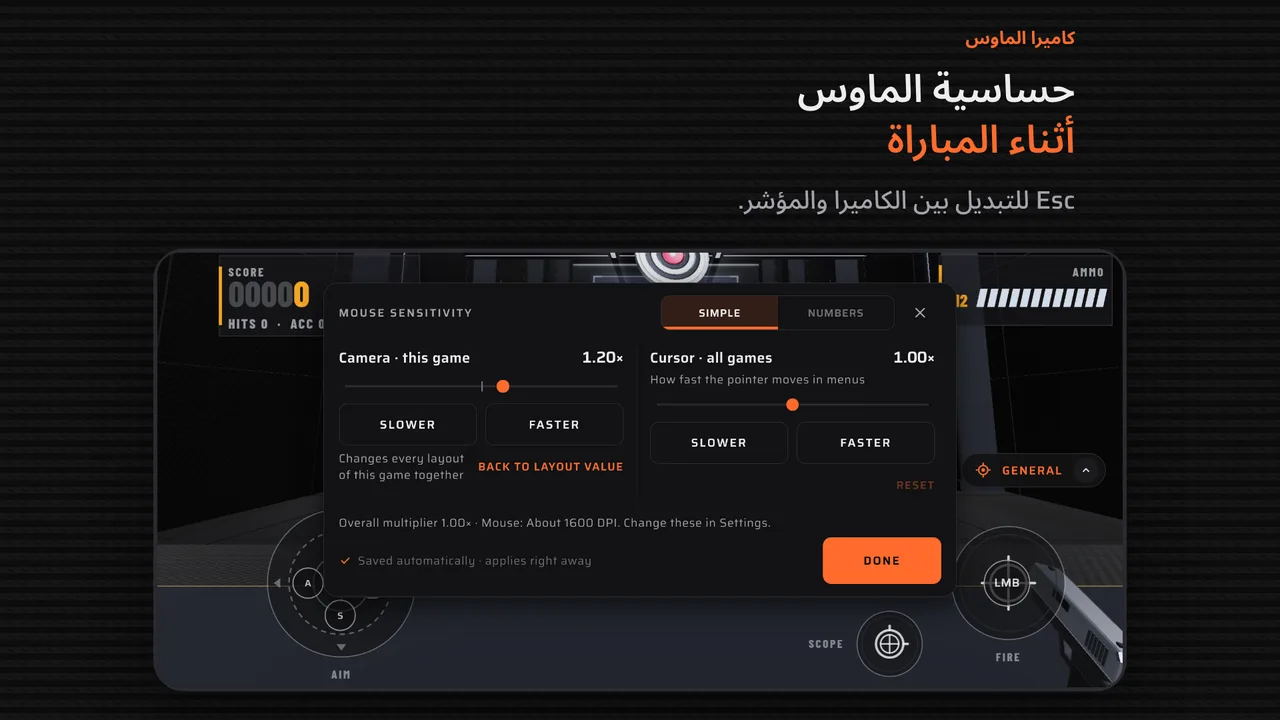 كاميرا الماوس
حساسية الماوس
أثناء المباراة
Esc للتبديل بين الكاميرا والمؤشر.
SCORE
00000
HITS 0 · ACC 0
AMMO
12
MOUSE SENSITIVITY
SIMPLE
NUMBERS
Camera · this game
1.20×
SLOWER
FASTER
Changes every layout
of this game together
BACK TO LAYOUT VALUE
Cursor · all games
1.00×
How fast the pointer moves in menus
SLOWER
FASTER
RESET
Overall multiplier 1.00× · Mouse: About 1600 DPI. Change these in Settings.
Saved automatically · applies right away
DONE
GENERAL
A
S
AIM
SCOPE
LMB
FIRE